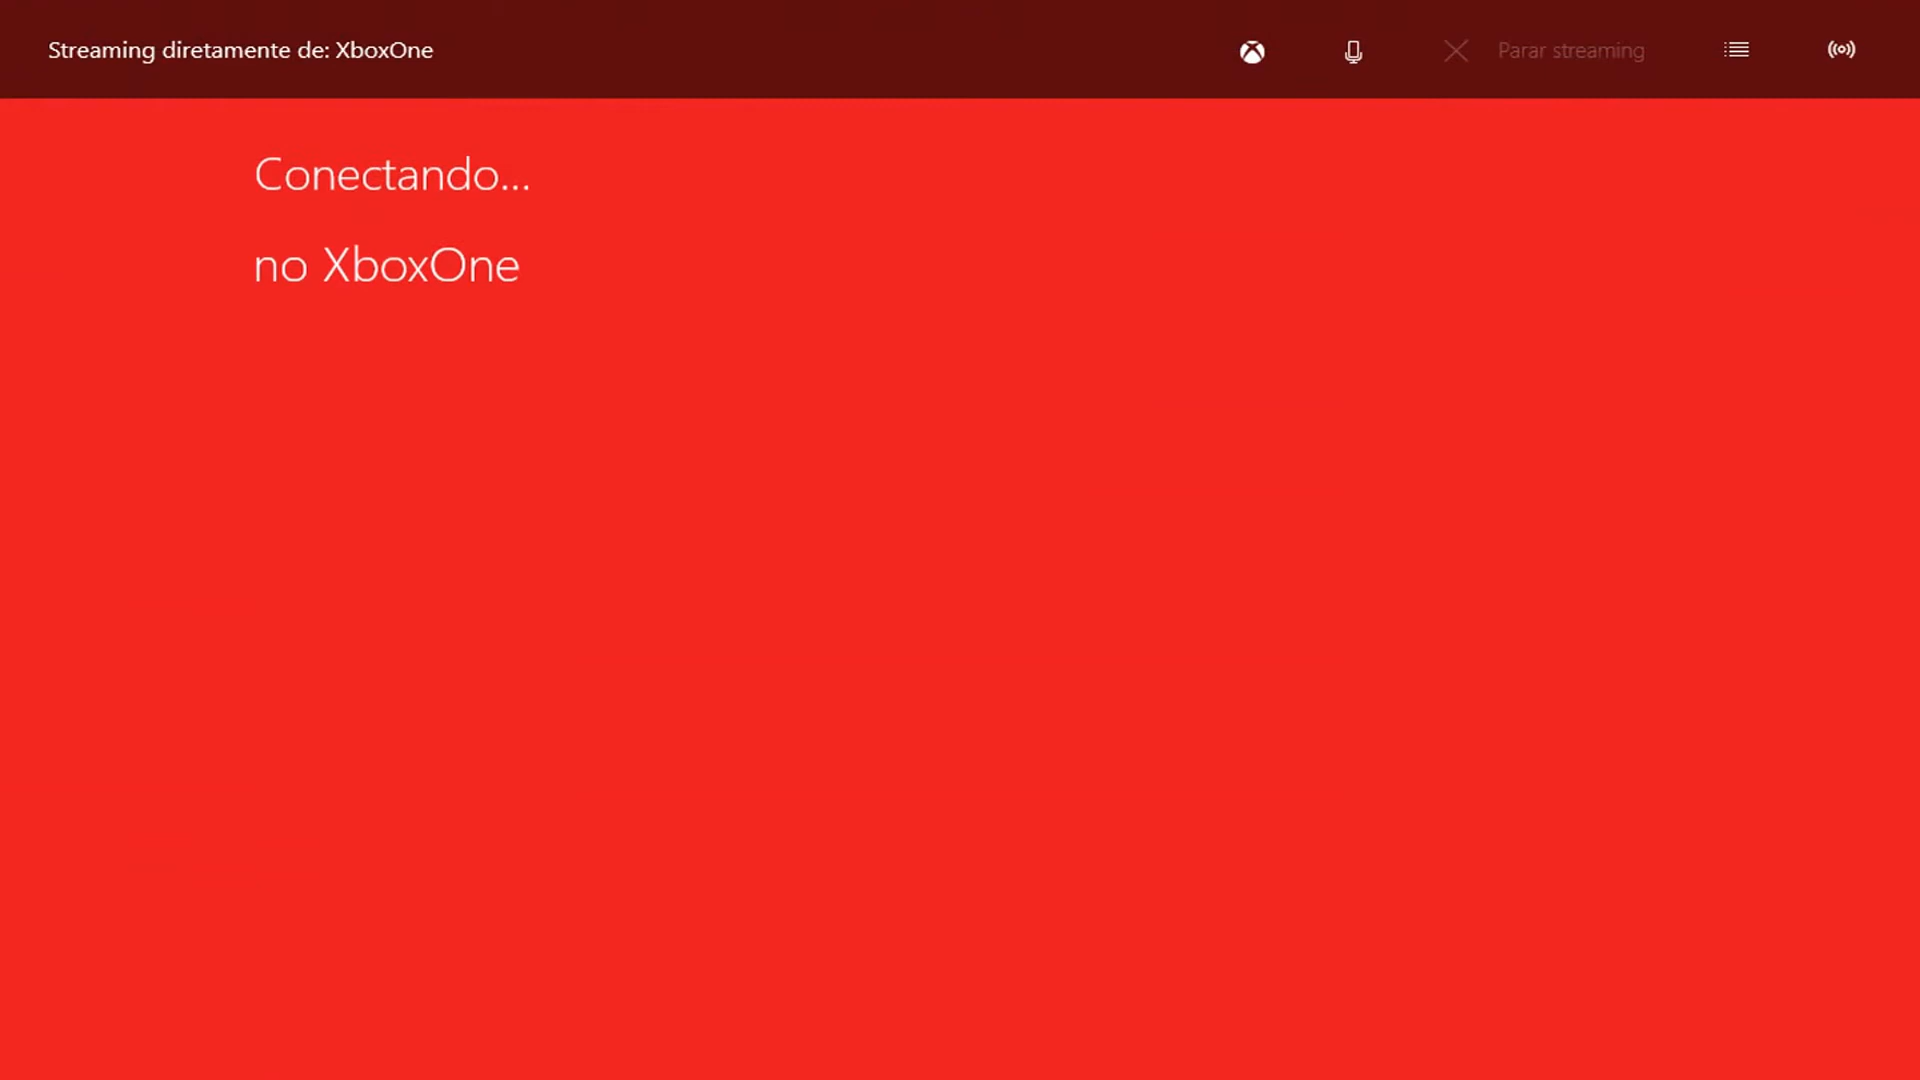 Streaming diretamente de: XboxOne
Parar streaming
Conectando...
no XboxOne